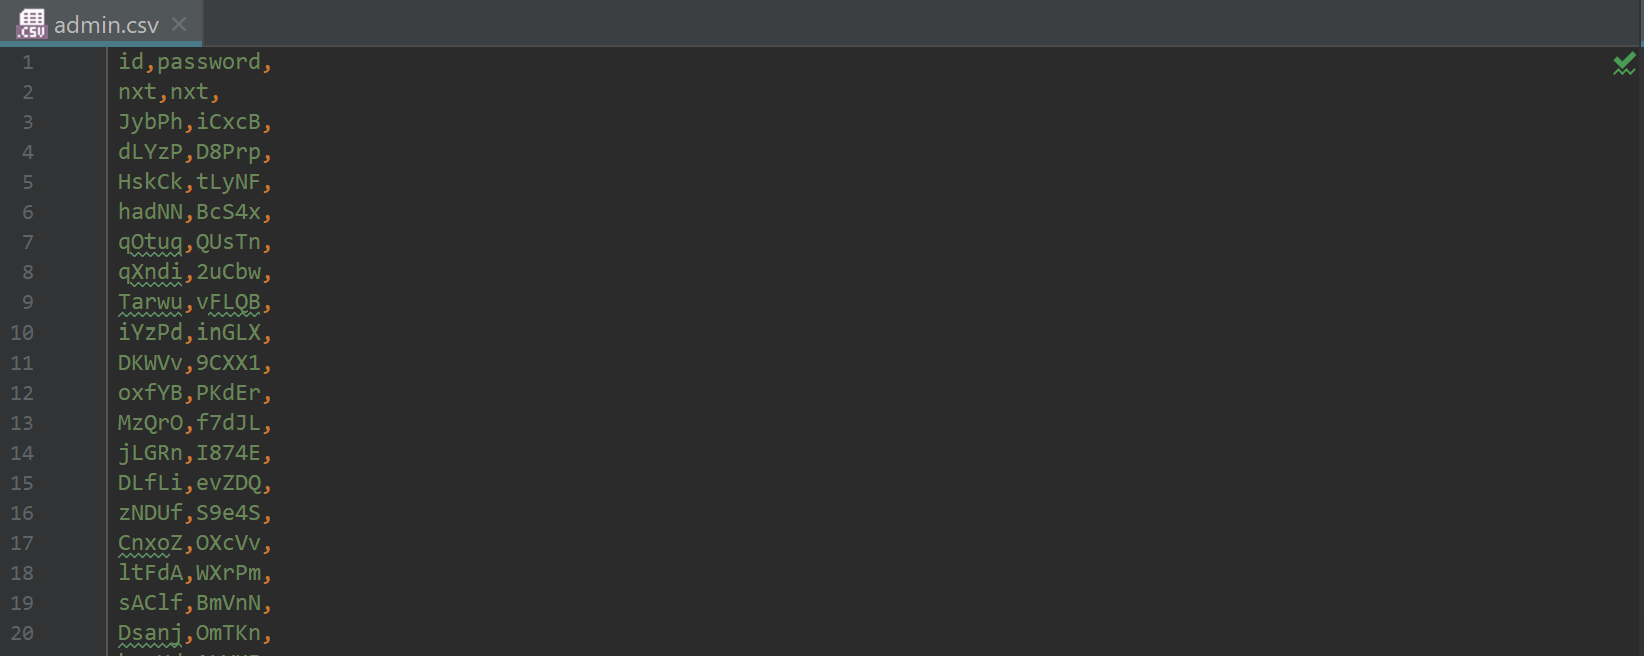 .CSV admin.csv
1 id,password,
2 nxt,nxt,
3 JybPh,iCxcB,
4 dLYzP,D8Prp,
5 HskCk,tLyNF,
6 hadNN,BcS4x,
7 qOtuq,QUsTn,
8 qXndi,2uCbw,
9 Tarwu,vFLQB,
10 iYzPd,inGLX,
11 DKWVv,9CXX1,
12 oxfYB,PKdEr,
13 MzQrO,f7dJL,
14 jLGRn,I874E,
15 DLfLi,evZDQ,
16 zNDUf,S9e4S,
17 CnxoZ,OXcVv,
18 ltFdA,WXrPm,
19 sAClf,BmVnN,
20 Dsanj,OmTKn,